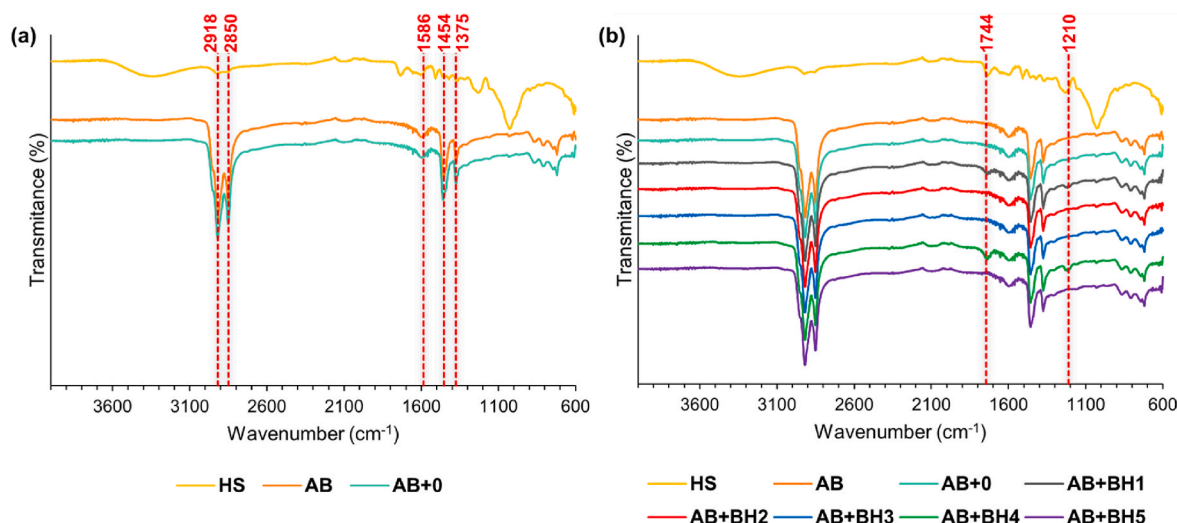 (a)
2918
2850
1586
1454
1375
Transmitance (%)
3600 3100 2600 2100 1600 1100 600
Wavenumber (cm⁻¹)
HS AB AB+0
(b)
1744
1210
Transmitance (%)
3600 3100 2600 2100 1600 1100 600
Wavenumber (cm⁻¹)
HS AB AB+0 AB+BH1
AB+BH2 AB+BH3 AB+BH4 AB+BH5